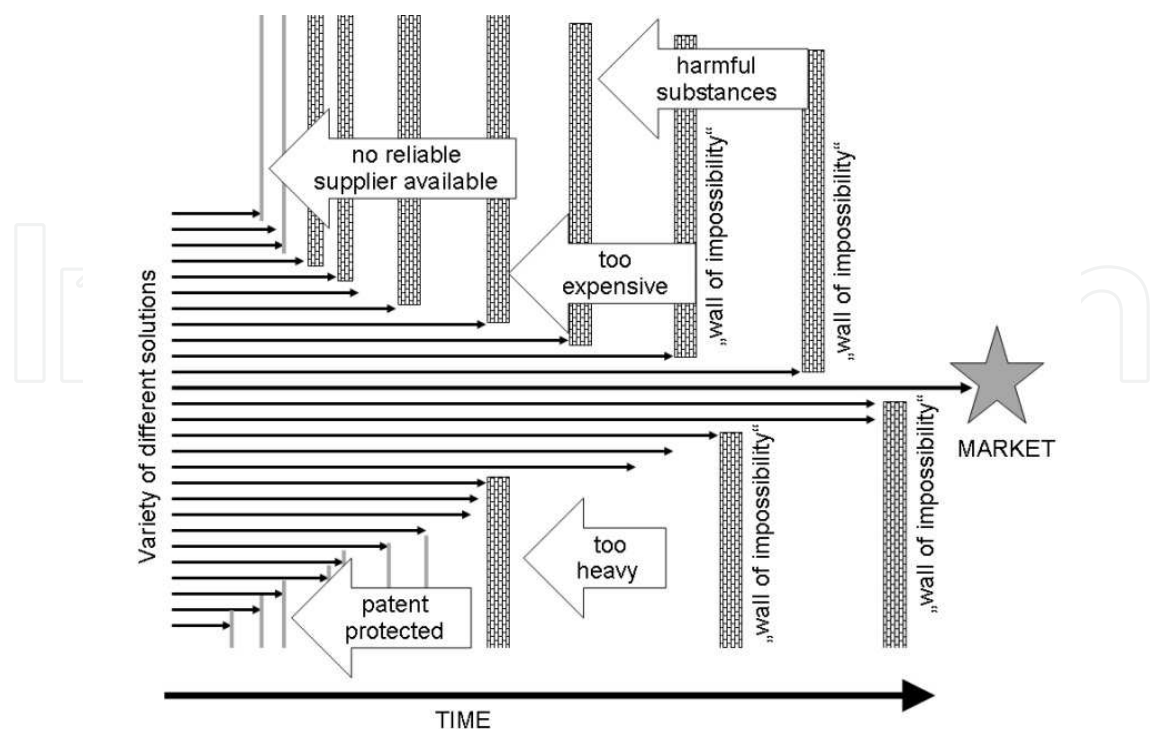 harmful
substances
no reliable
supplier available
too
expensive
„wall of impossibility“
„wall of impossibility“
Variety of different solutions
MARKET
„wall of impossibility“
„wall of impossibility“
too
heavy
patent
protected
TIME